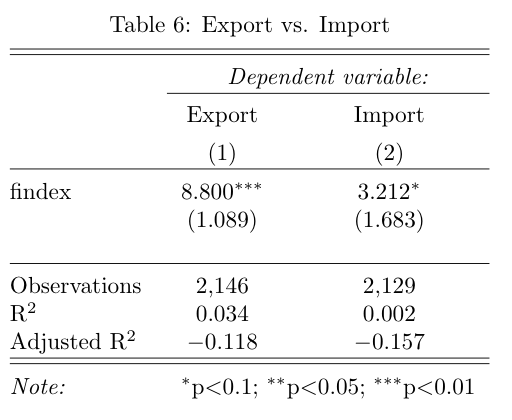 Table 6: Export vs. Import
Dependent variable:
Export Import
(1) (2)
findex 8.800*** 3.212*
(1.089) (1.683)
Observations 2,146 2,129
R² 0.034 0.002
Adjusted R² −0.118 −0.157
Note: *p<0.1; **p<0.05; ***p<0.01